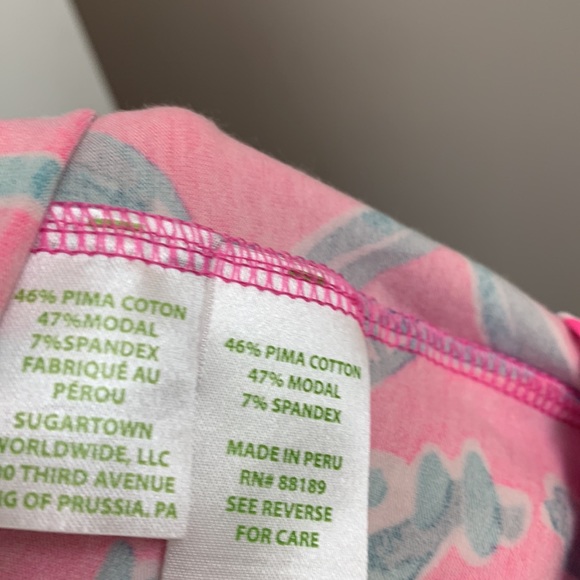 46% PIMA COTON
47%MODAL
7%SPANDEX
FABRIQUÉ AU
PÉROU
SUGARTOWN
WORLDWIDE, LLC
THIRD AVENUE
OF PRUSSIA. PA
46% PIMA COTTON
47% MODAL
7% SPANDEX
MADE IN PERU
RN# 88189
SEE REVERSE
FOR CARE